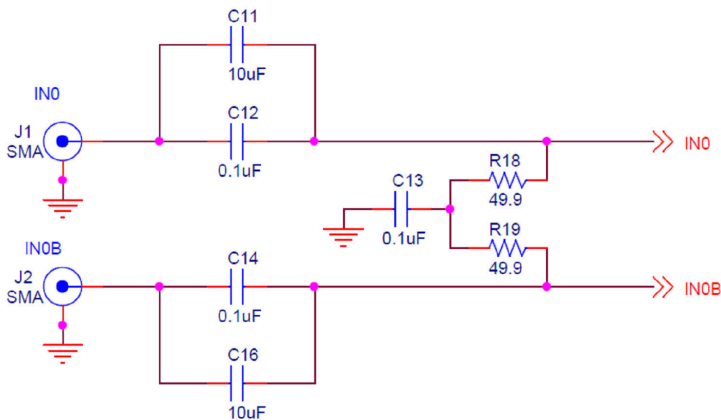 C11
10uF
IN0
C12
J1
SMA
0.1uF
IN0
R18
C13
49.9
R19
0.1uF
49.9
IN0B
C14
J2
SMA
0.1uF
IN0B
C16
10uF